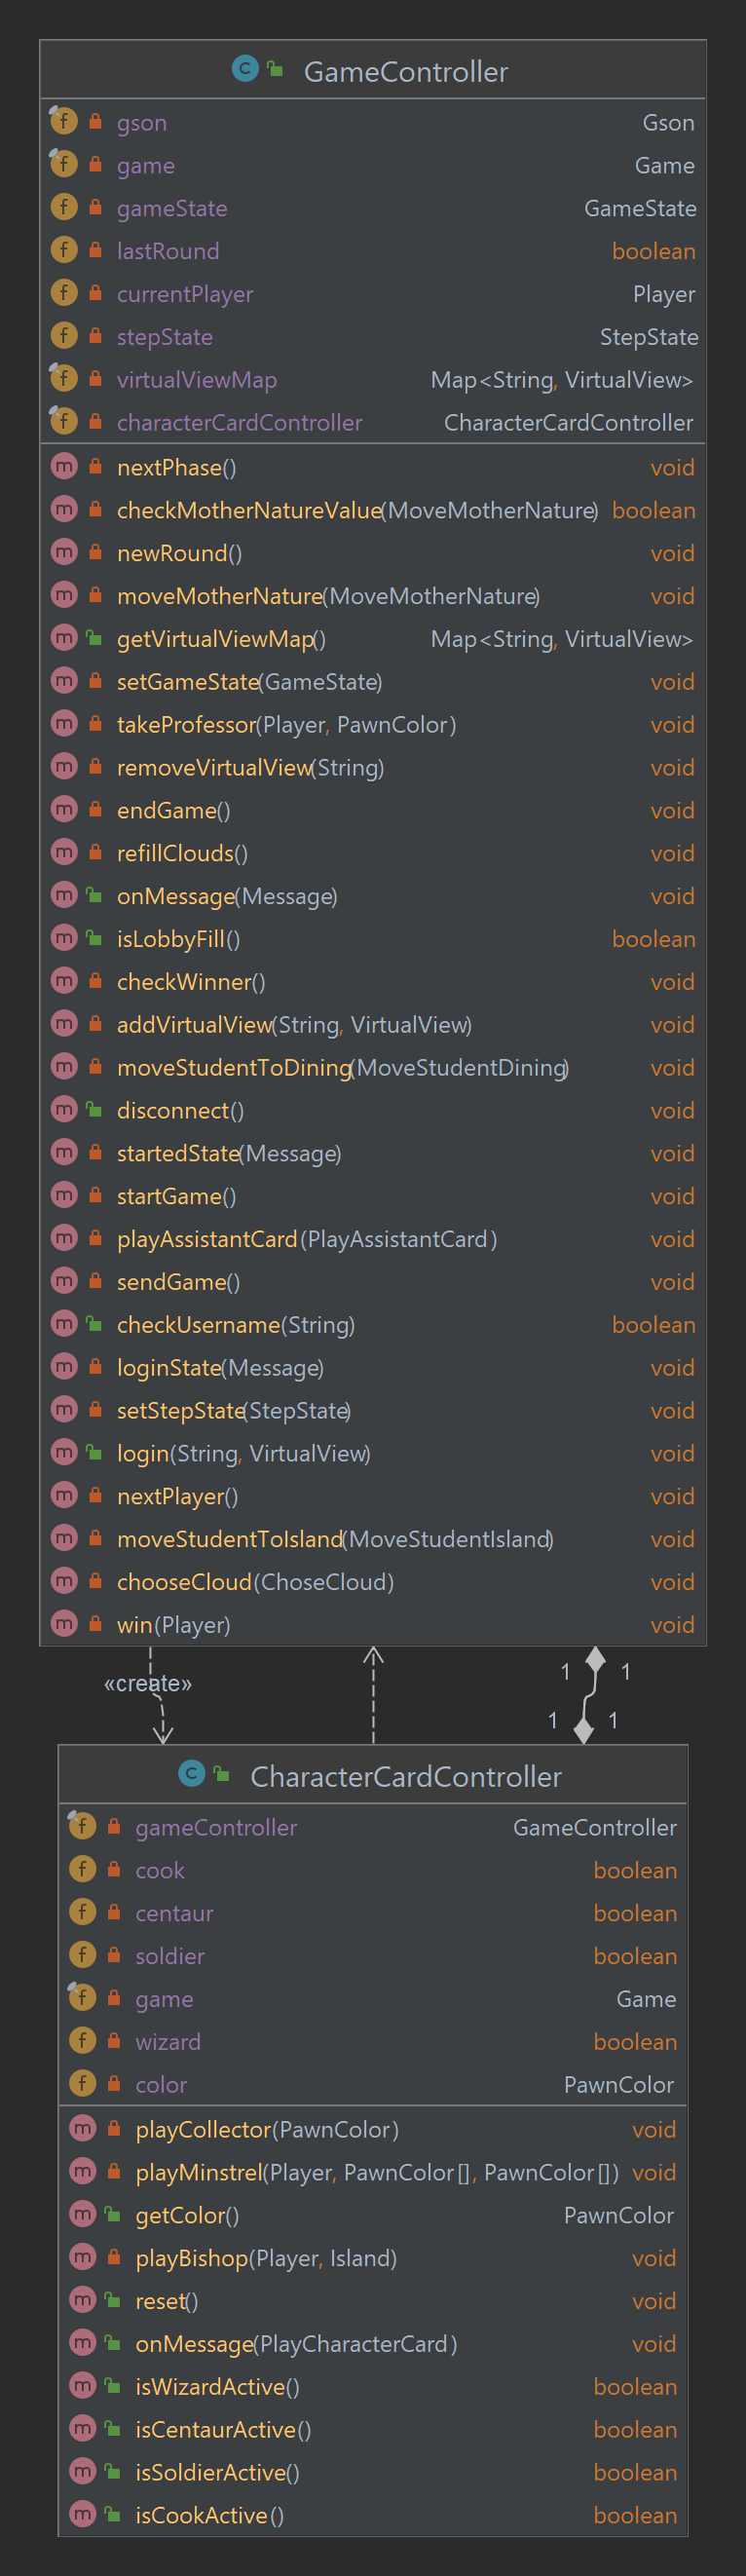 GameController
gson Gson
game Game
gameState GameState
lastRound boolean
currentPlayer Player
stepState StepState
virtualViewMap Map<String, VirtualView>
characterCardController CharacterCardController
nextPhase() void
checkMotherNatureValue(MoveMotherNature) boolean
newRound() void
moveMotherNature(MoveMotherNature) void
getVirtualViewMap() Map<String, VirtualView>
setGameState(GameState) void
takeProfessor(Player, PawnColor) void
removeVirtualView(String) void
endGame() void
refillClouds() void
onMessage(Message) void
isLobbyFill() boolean
checkWinner() void
addVirtualView(String, VirtualView) void
moveStudentToDining(MoveStudentDining) void
disconnect() void
startedState(Message) void
startGame() void
playAssistantCard(PlayAssistantCard) void
sendGame() void
checkUsername(String) boolean
loginState(Message) void
setStepState(StepState) void
login(String, VirtualView) void
nextPlayer() void
moveStudentToIsland(MoveStudentIsland) void
chooseCloud(ChoseCloud) void
win(Player) void
1 1
«create»
1 1
CharacterCardController
gameController GameController
cook boolean
centaur boolean
soldier boolean
game Game
wizard boolean
color PawnColor
playCollector(PawnColor) void
playMinstrel(Player, PawnColor[], PawnColor[]) void
getColor() PawnColor
playBishop(Player, Island) void
reset() void
onMessage(PlayCharacterCard) void
isWizardActive() boolean
isCentaurActive() boolean
isSoldierActive() boolean
isCookActive() boolean